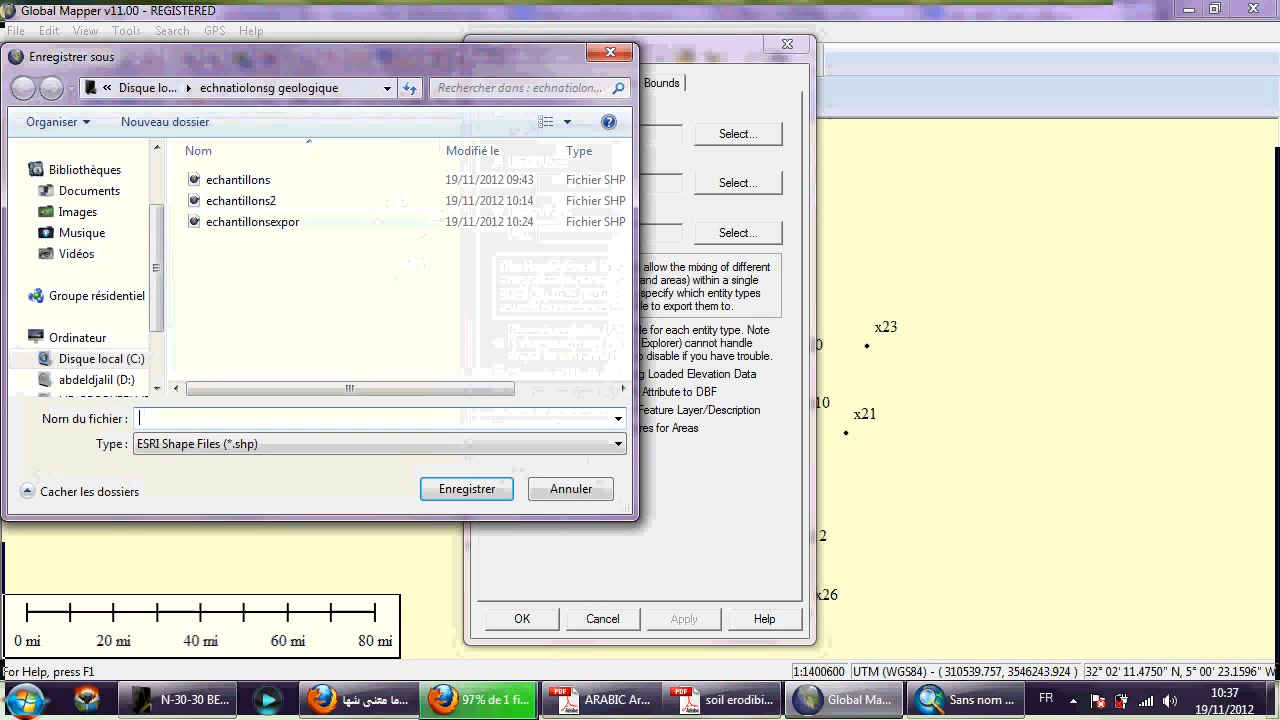 Global Mapper v11.00 - REGISTERED
File Edit View Tools Search GPS Help
Enregistrer sous
« Disque lo... echnatiolonsg geologique
Rechercher dans : echnatiolon...
Organiser Nouveau dossier
Nom Modifié le Type
Bibliothèques
Documents
Images
Musique
Vidéos
Groupe résidentiel
Ordinateur
Disque local (C:)
abdeldjalil (D:)
echantillons 19/11/2012 09:43 Fichier SHP
echantillons2 19/11/2012 10:14 Fichier SHP
echantillonsexpor 19/11/2012 10:24 Fichier SHP
Nom du fichier :
Type : ESRI Shape Files (*.shp)
Cacher les dossiers
Enregistrer Annuler
Bounds
Select...
Select...
Select...
allow the mixing of different
and areas) within a single
specify which entity types
le to export them to.
le for each entity type. Note
Explorer) cannot handle
to disable if you have trouble.
g Loaded Elevation Data
Attribute to DBF
Feature Layer/Description
res for Areas
OK Cancel Apply Help
x23
0
10
x21
2
x26
0 mi 20 mi 40 mi 60 mi 80 mi
For Help, press F1
1:1400600 UTM (WGS84) - ( 310539.757, 3546243.924 ) 32° 02' 11.4750" N, 5° 00' 23.1596" W
N-30-30 BE...
ما معنى شها...
97% de 1 fi...
ARABIC Ar...
soil erodibi...
Global Ma...
Sans nom ...
FR
10:37
19/11/2012